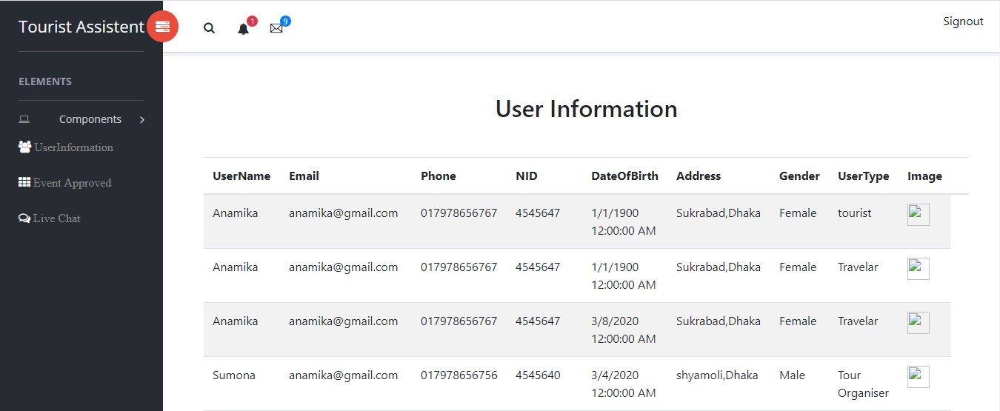 Tourist Assistent
1
9
Signout
ELEMENTS
Components
UserInformation
Event Approved
Live Chat
User Information
UserName Email Phone NID DateOfBirth Address Gender UserType Image
Anamika anamika@gmail.com 017978656767 4545647 1/1/1900 Sukrabad,Dhaka Female tourist
12:00:00 AM
Anamika anamika@gmail.com 017978656767 4545647 1/1/1900 Sukrabad,Dhaka Female Travelar
12:00:00 AM
Anamika anamika@gmail.com 017978656767 4545647 3/8/2020 Sukrabad,Dhaka Female Travelar
12:00:00 AM
Sumona anamika@gmail.com 017978656756 4545640 3/4/2020 shyamoli,Dhaka Male Tour
12:00:00 AM Organiser